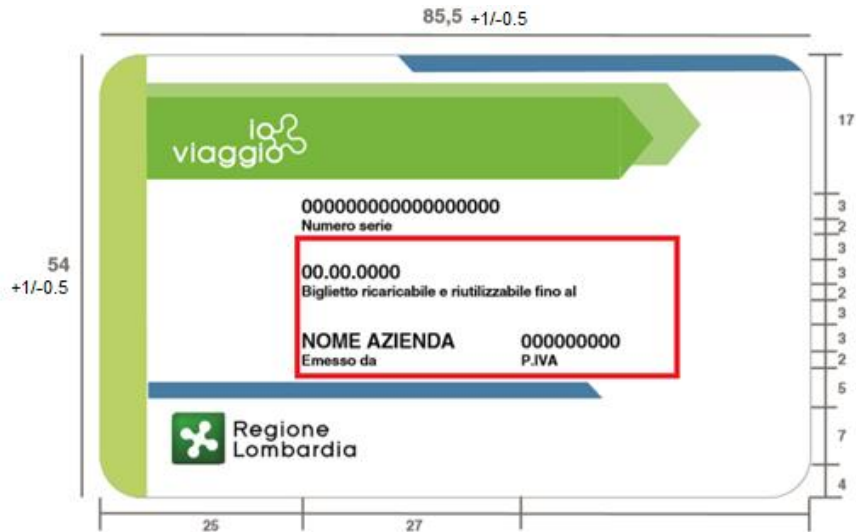 85,5 +1/-0.5
17
io
viaggio
000000000000000000
Numero serie
3
2
3
00.00.0000
Biglietto ricaricabile e riutilizzabile fino al
3
2
3
54
+1/-0.5
NOME AZIENDA 000000000
Emesso da P.IVA
3
2
5
Regione
Lombardia
7
4
25 27